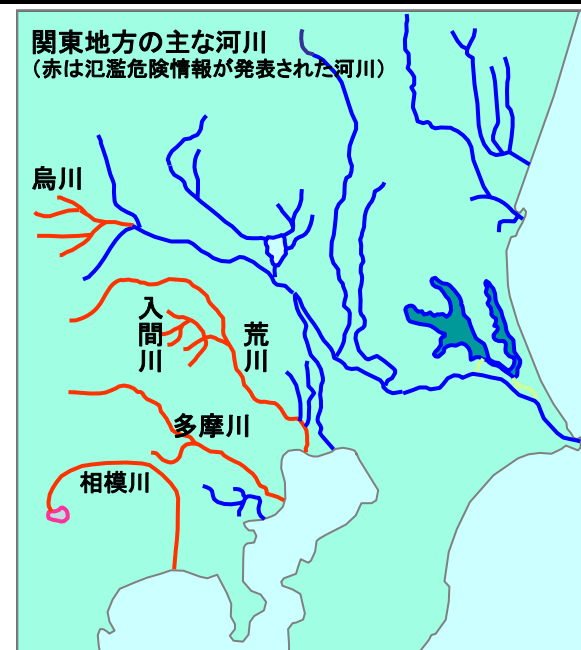 関東地方の主な河川
（赤は氾濫危険情報が発表された河川）
烏川
入間川
荒川
多摩川
相模川